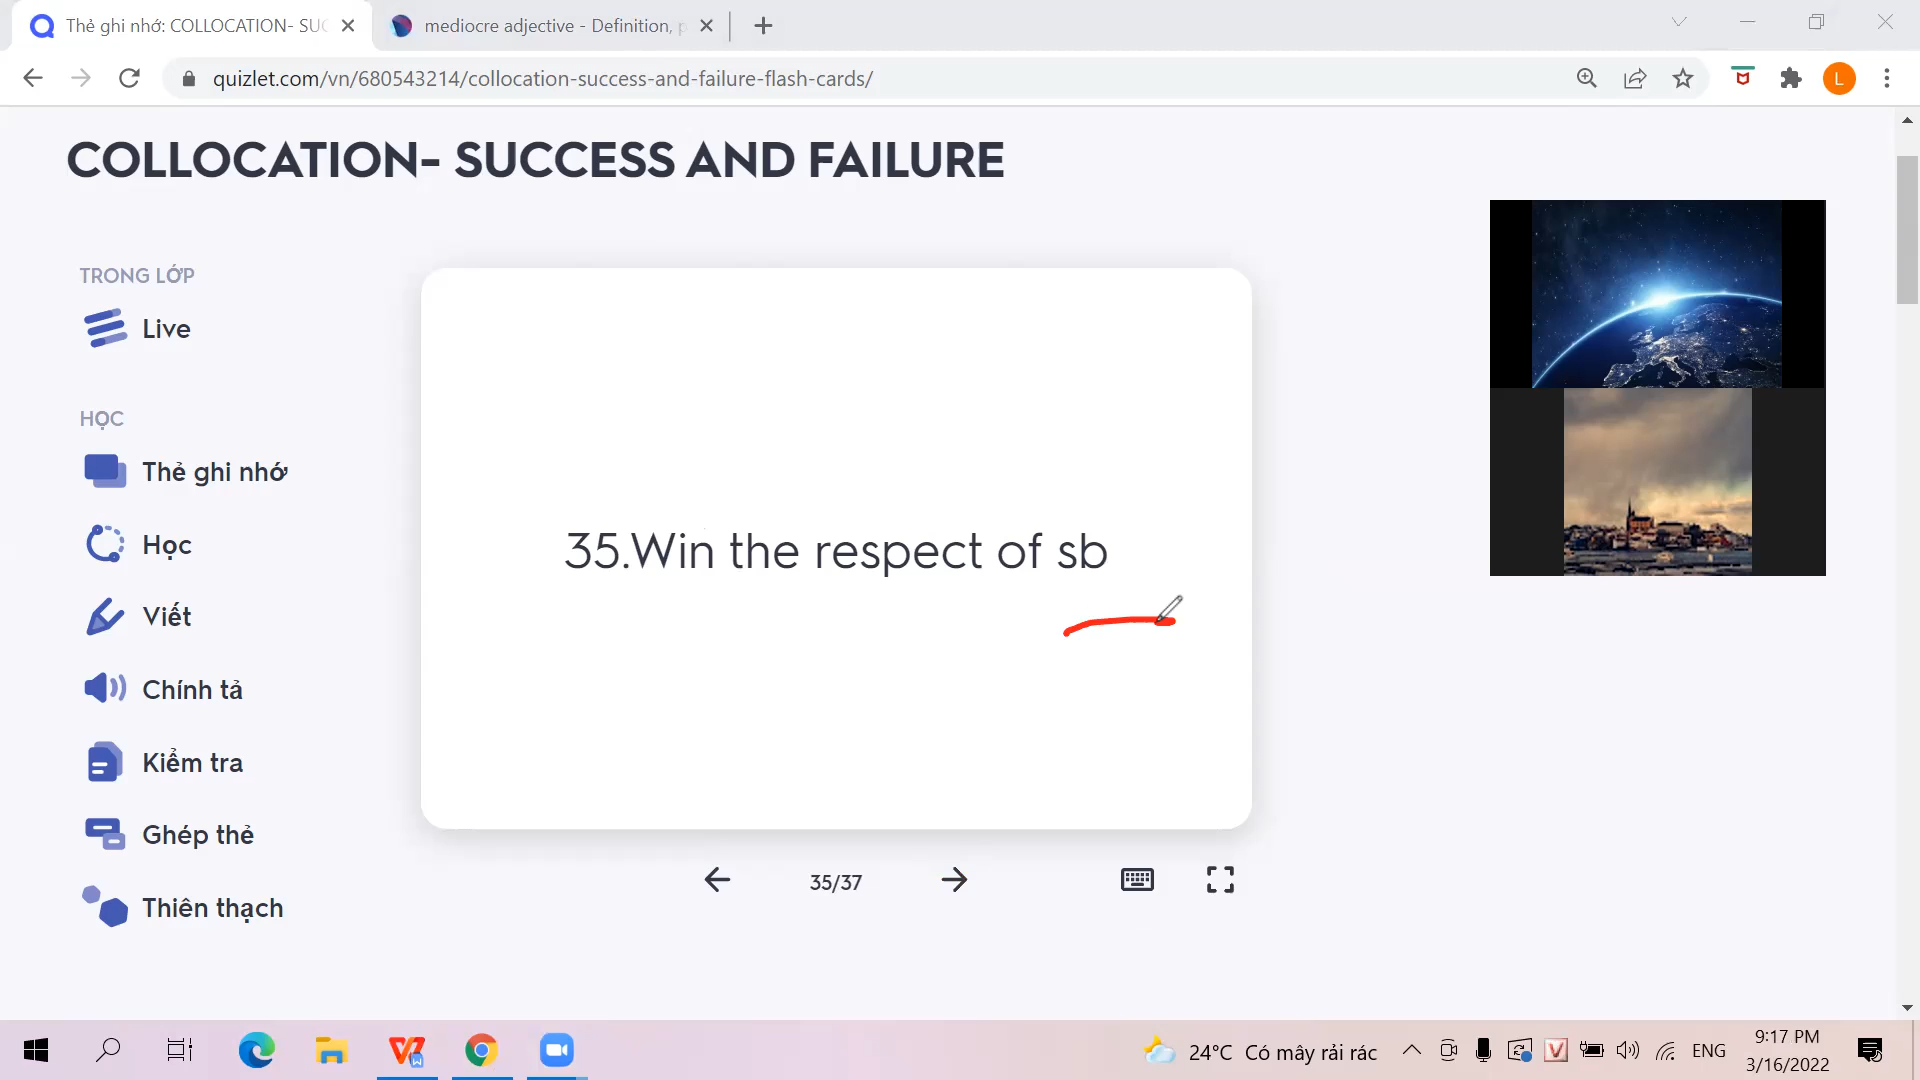 Thẻ ghi nhớ: COLLOCATION- SUC
mediocre adjective - Definition, p
quizlet.com/vn/680543214/collocation-success-and-failure-flash-cards/
L
COLLOCATION- SUCCESS AND FAILURE
TRONG LỚP
Live
HỌC
Thẻ ghi nhớ
Học
Viết
Chính tả
Kiểm tra
Ghép thẻ
Thiên thạch
35.Win the respect of sb
35/37
24°C Có mây rải rác
ENG
9:17 PM
3/16/2022